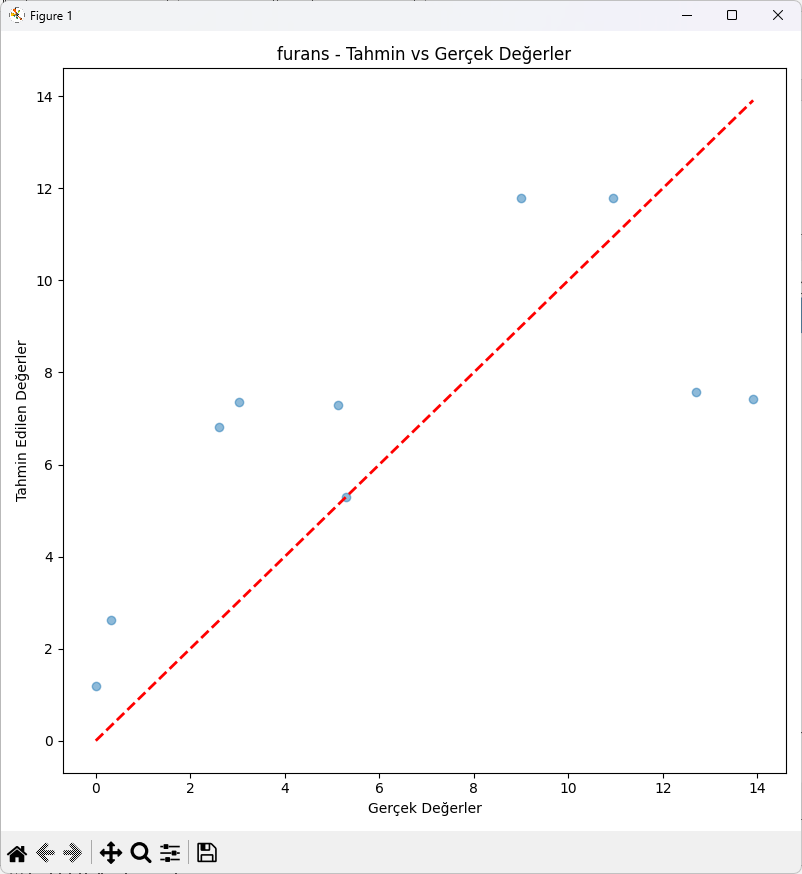 Figure 1
furans - Tahmin vs Gerçek Değerler
Tahmin Edilen Değerler
14
12
10
8
6
4
2
0
0 2 4 6 8 10 12 14
Gerçek Değerler